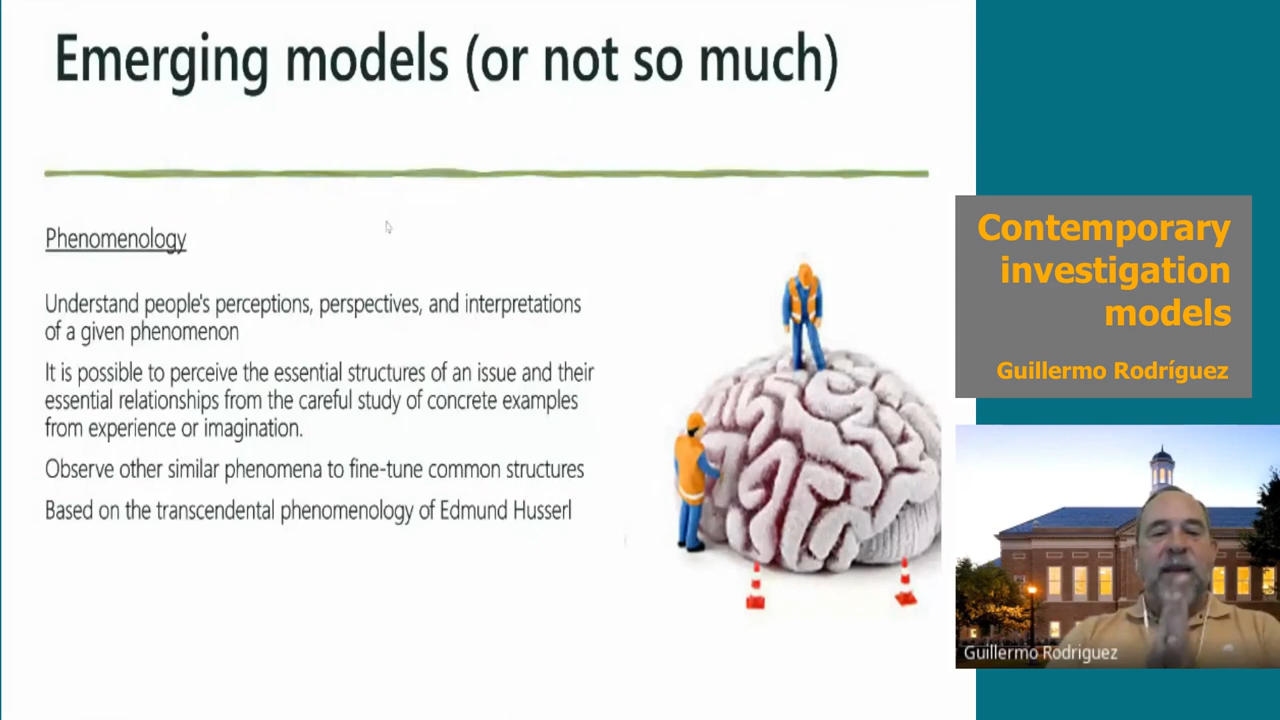 Emerging models (or not so much)
Phenomenology
Understand people's perceptions, perspectives, and interpretations
of a given phenomenon
It is possible to perceive the essential structures of an issue and their
essential relationships from the careful study of concrete examples
from experience or imagination.
Observe other similar phenomena to fine-tune common structures
Based on the transcendental phenomenology of Edmund Husserl
Contemporary
investigation
models
Guillermo Rodríguez
Guillermo Rodriguez